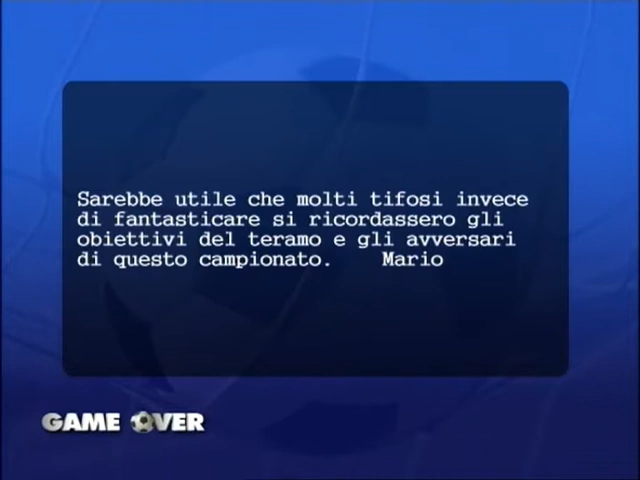 Sarebbe utile che molti tifosi invece
di fantasticare si ricordassero gli
obiettivi del teramo e gli avversari
di questo campionato. Mario
GAME OVER